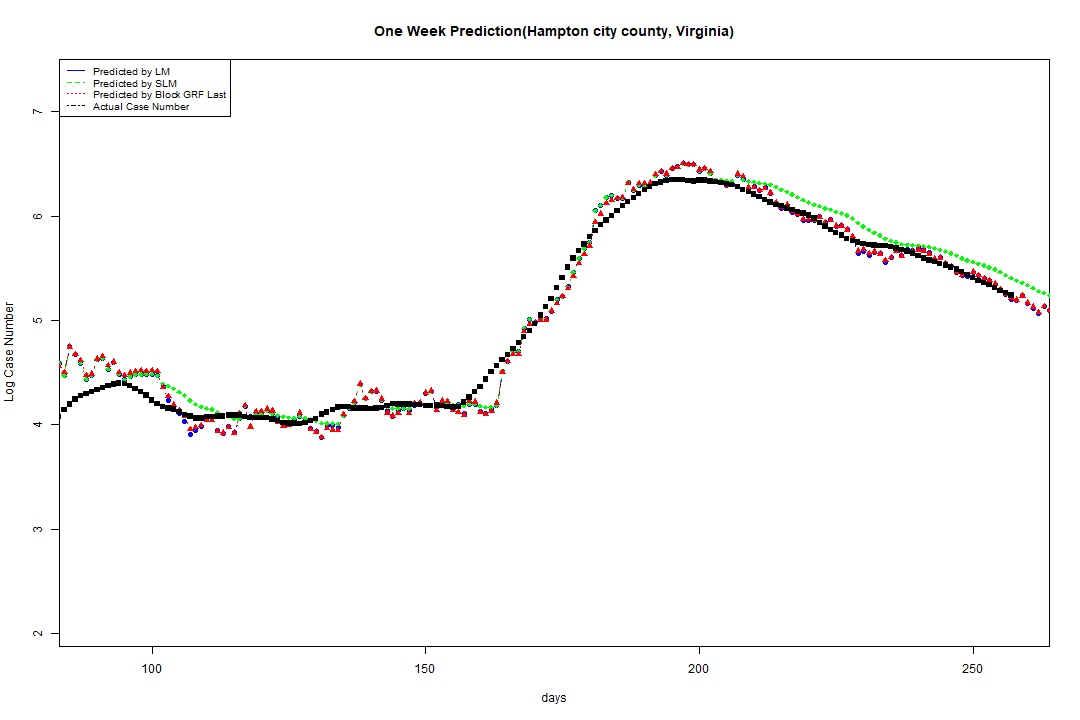 One Week Prediction(Hampton city county, Virginia)
Predicted by LM
Predicted by SLM
Predicted by Block GRF Last
Actual Case Number
7
6
5
4
3
2
Log Case Number
100 150 200 250
days